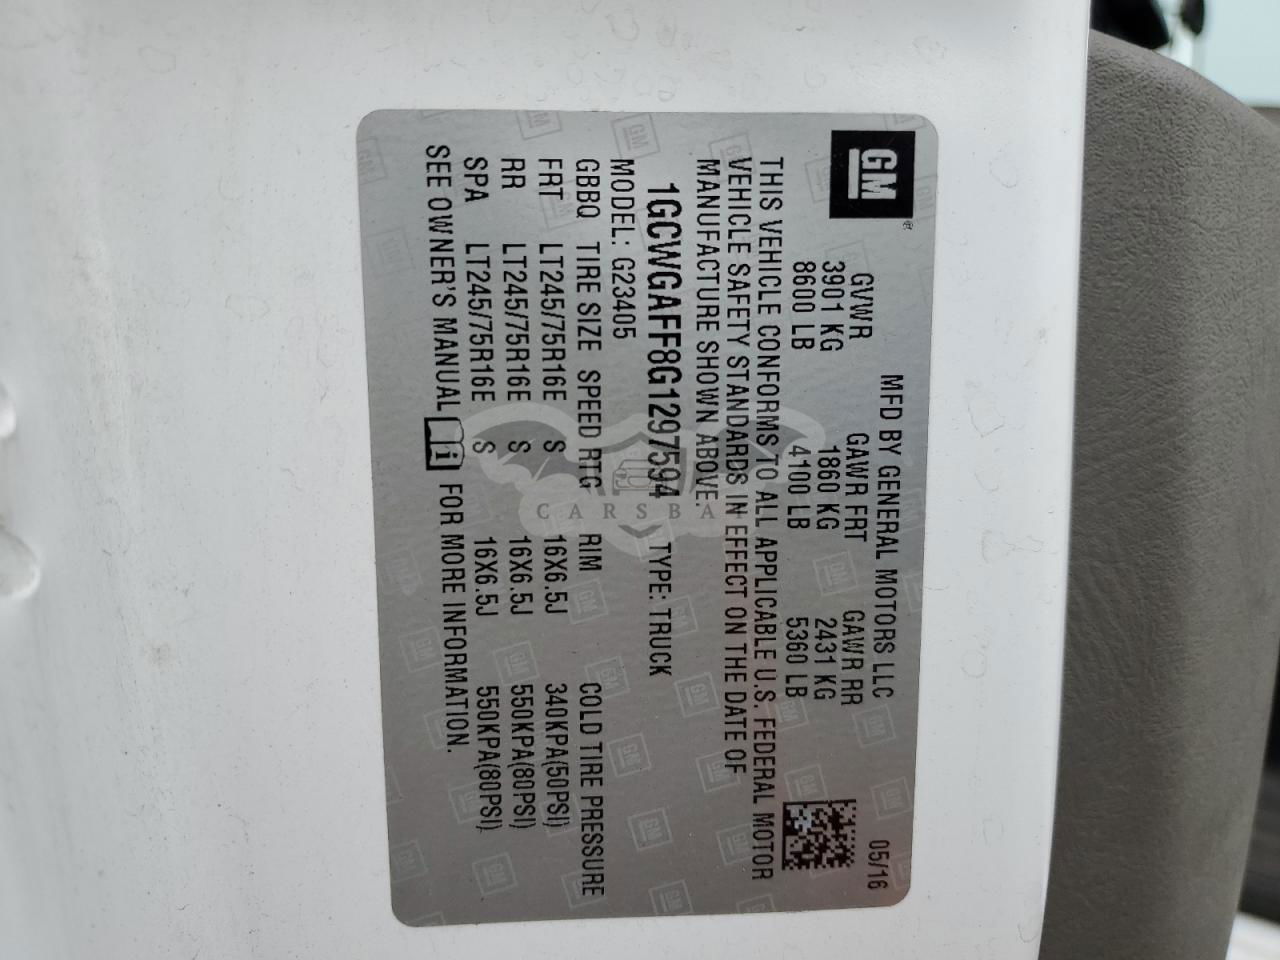 GM®
MFD BY GENERAL MOTORS LLC 05/16
GVWR GAWR FRT GAWR RR
3901 KG 1860 KG 2431 KG
8600 LB 4100 LB 5360 LB
THIS VEHICLE CONFORMS TO ALL APPLICABLE U.S. FEDERAL MOTOR
VEHICLE SAFETY STANDARDS IN EFFECT ON THE DATE OF
MANUFACTURE SHOWN ABOVE.
1GCWGAFF8G1297594 TYPE: TRUCK
MODEL: G23405
GBBQ TIRE SIZE SPEED RTG RIM COLD TIRE PRESSURE
FRT LT245/75R16E S 16X6.5J 340KPA(50PSI)
RR LT245/75R16E S 16X6.5J 550KPA(80PSI)
SPA LT245/75R16E S 16X6.5J 550KPA(80PSI)
SEE OWNER'S MANUAL i FOR MORE INFORMATION.